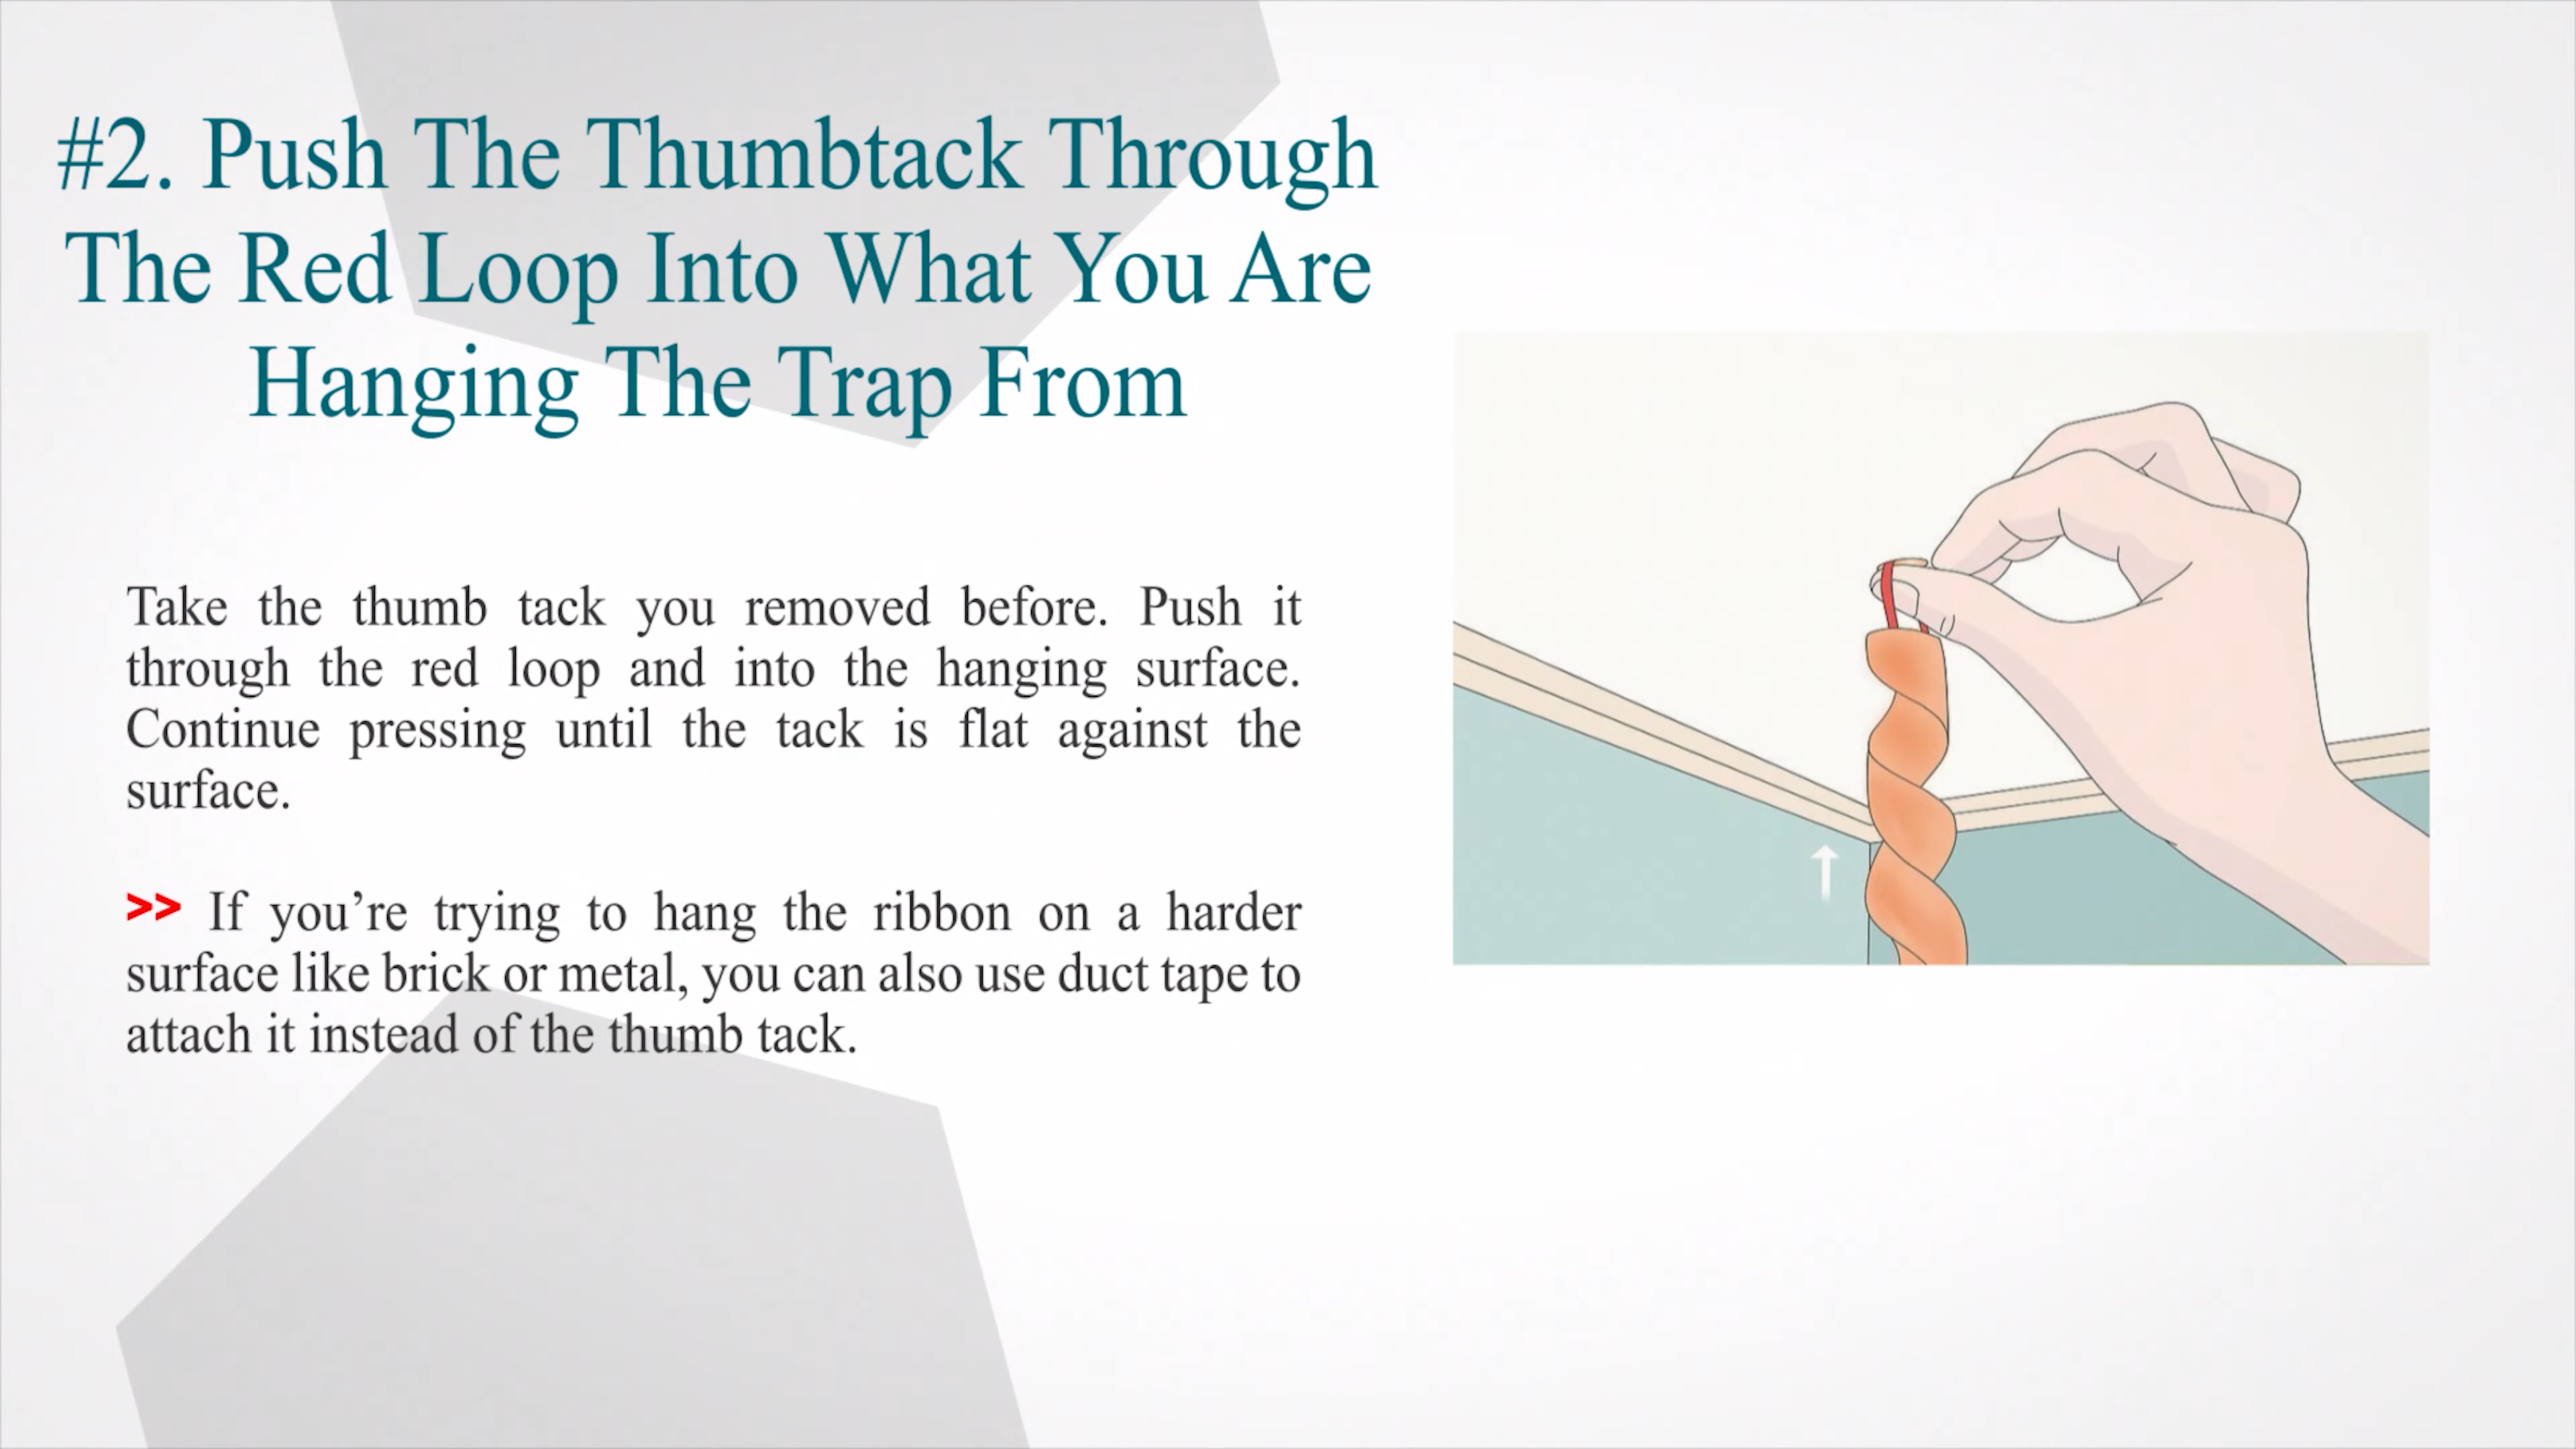 #2. Push The Thumbtack Through
The Red Loop Into What You Are
Hanging The Trap From
Take the thumb tack you removed before. Push it
through the red loop and into the hanging surface.
Continue pressing until the tack is flat against the
surface.
>> If you’re trying to hang the ribbon on a harder
surface like brick or metal, you can also use duct tape to
attach it instead of the thumb tack.